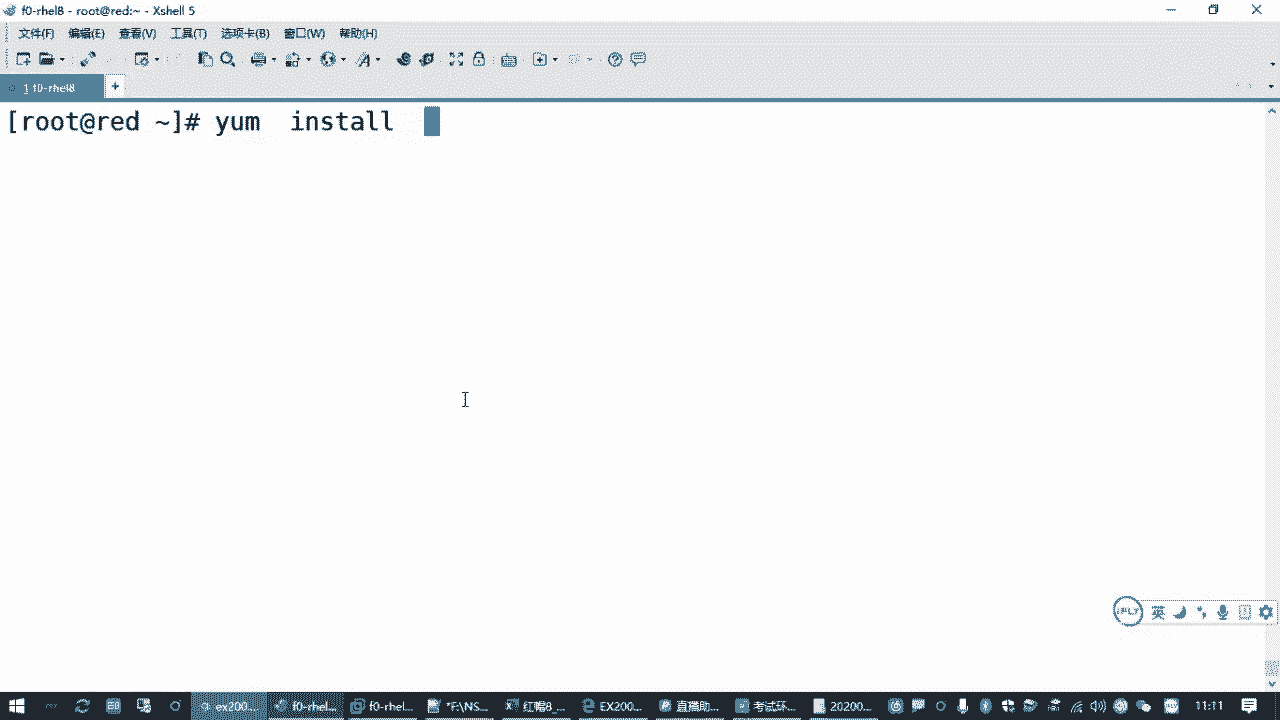 f0-rhel8 - root@red:~ - Xshell 5
文件(F) 编辑(E) 查看(V) 工具(T) 选项卡(B) 窗口(W) 帮助(H)
1 f0-rhel8 +
[root@red ~]# yum  install
iFLY 英
ex200... f0-rhel... f0-rhel... *F:\NS... 红帽8_... EX200... 直播助... 考试环... 20200... 11:11